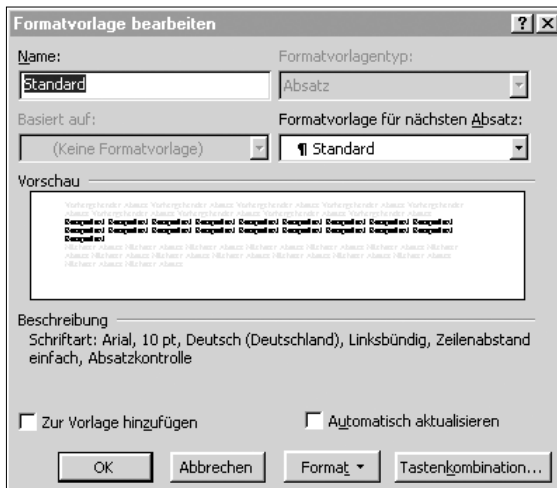 Formatvorlage bearbeiten
Name:
Formatvorlagentyp:
Standard
Absatz
Basiert auf:
Formatvorlage für nächsten Absatz:
(Keine Formatvorlage)
¶ Standard
Vorschau
Beschreibung
Schriftart: Arial, 10 pt, Deutsch (Deutschland), Linksbündig, Zeilenabstand
einfach, Absatzkontrolle
Zur Vorlage hinzufügen
Automatisch aktualisieren
OK
Abbrechen
Format
Tastenkombination...